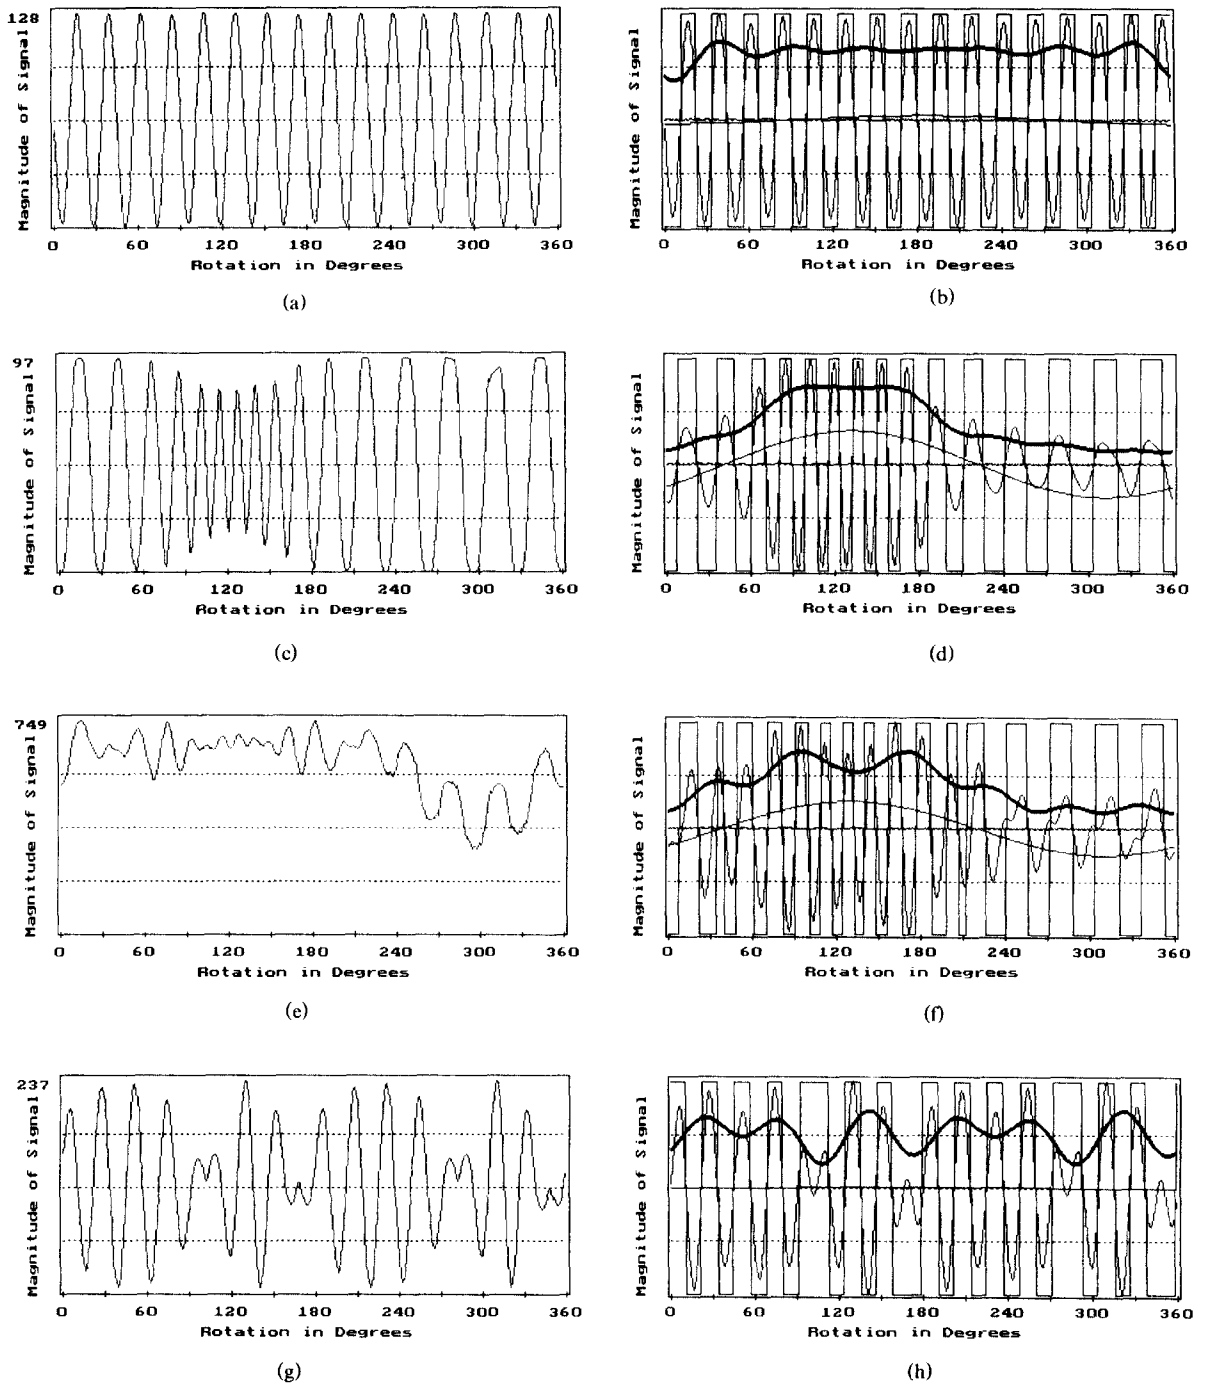 128
Magnitude of Signal
0 60 120 180 240 300 360
Rotation in Degrees
(a)
Magnitude of Signal
0 60 120 180 240 300 360
Rotation in Degrees
(b)
97
Magnitude of Signal
0 60 120 180 240 300 360
Rotation in Degrees
(c)
Magnitude of Signal
0 60 120 180 240 300 360
Rotation in Degrees
(d)
749
Magnitude of Signal
0 60 120 180 240 300 360
Rotation in Degrees
(e)
Magnitude of Signal
0 60 120 180 240 300 360
Rotation in Degrees
(f)
237
Magnitude of Signal
0 60 120 180 240 300 360
Rotation in Degrees
(g)
Magnitude of Signal
0 60 120 180 240 300 360
Rotation in Degrees
(h)